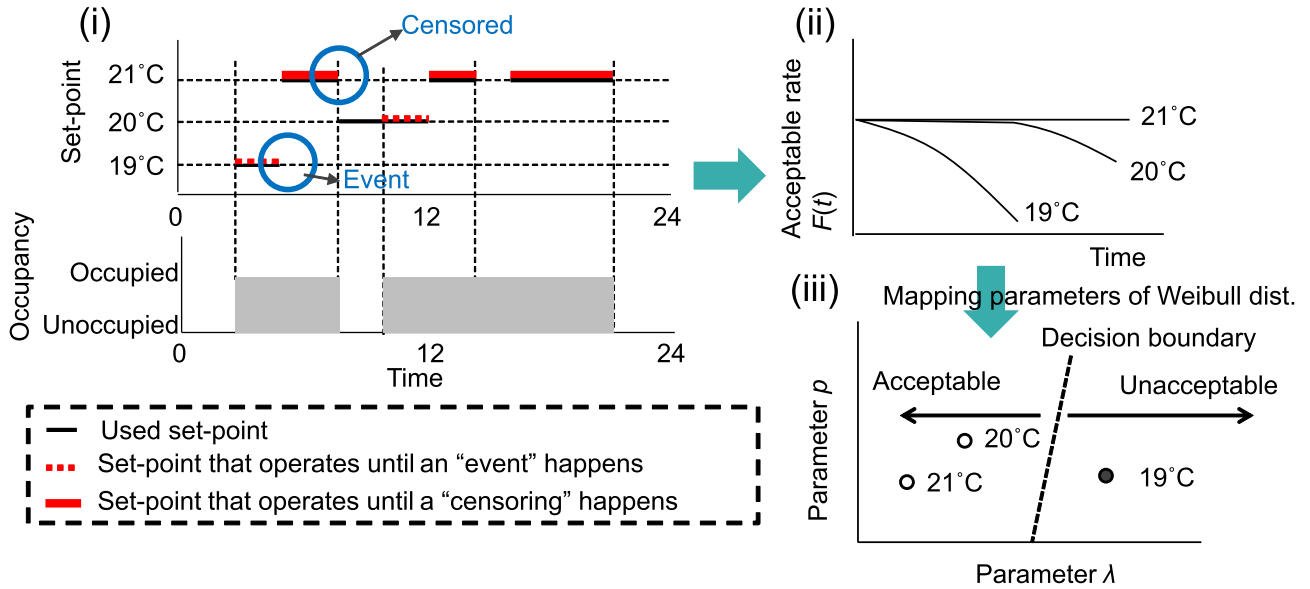 (i)
Censored
Set-point
21˚C
20˚C
19˚C
Event
0
12
24
Occupancy
Occupied
Unoccupied
0
12
24
Time
Used set-point
Set-point that operates until an “event” happens
Set-point that operates until a “censoring” happens
(ii)
Acceptable rate
F(t)
21˚C
20˚C
19˚C
Time
(iii)
Mapping parameters of Weibull dist.
Decision boundary
Acceptable
Unacceptable
Parameter p
20˚C
21˚C
19˚C
Parameter λ